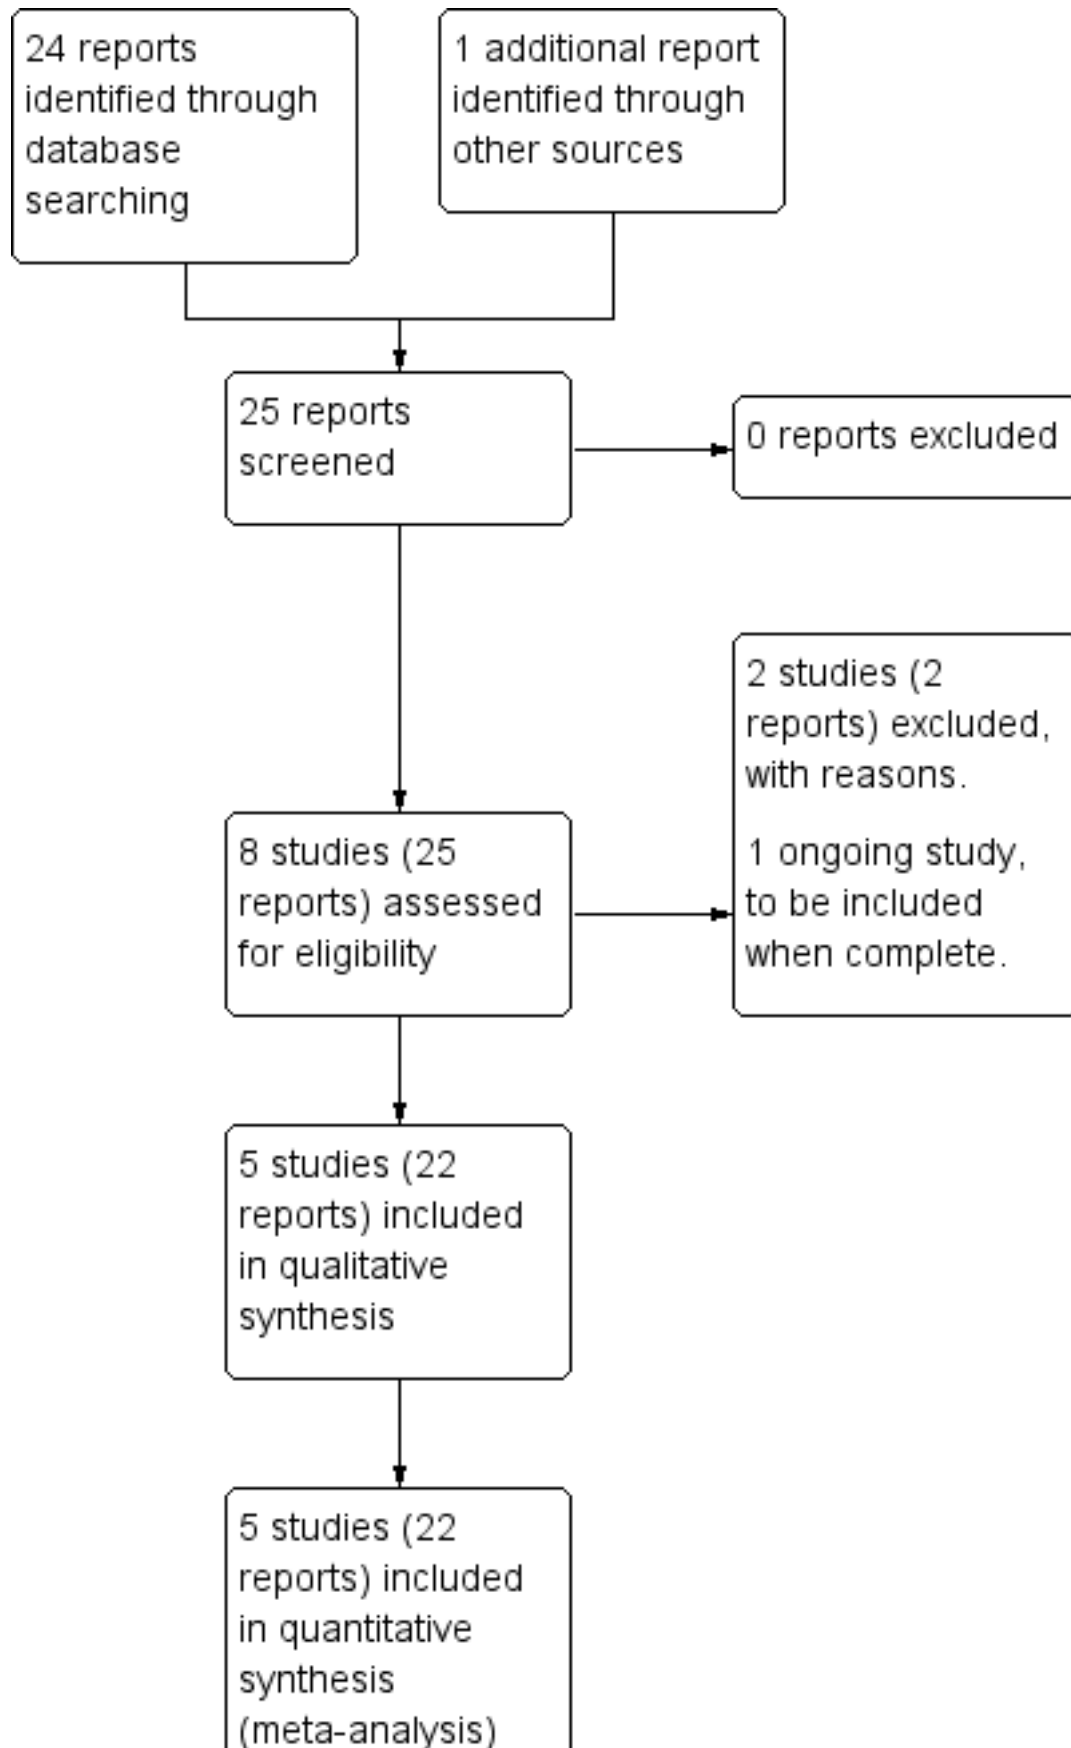 24 reports
identified through
database
searching
1 additional report
identified through
other sources
25 reports
screened
0 reports excluded
2 studies (2
reports) excluded,
with reasons.
1 ongoing study,
to be included
when complete.
8 studies (25
reports) assessed
for eligibility
5 studies (22
reports) included
in qualitative
synthesis
5 studies (22
reports) included
in quantitative
synthesis
(meta-analysis)